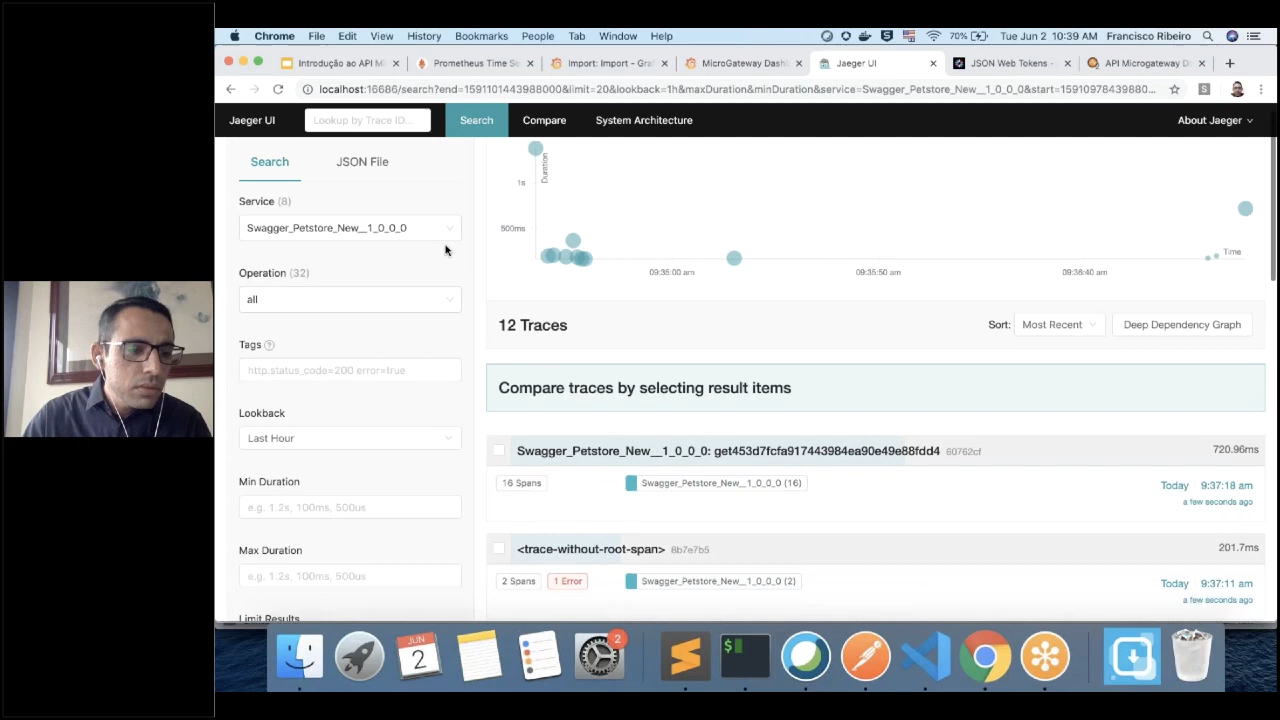 Chrome File Edit View History Bookmarks People Tab Window Help 70% Tue Jun 2 10:39 AM Francisco Ribeiro
Introdução ao API Mi Prometheus Time Se Import: Import - Gra MicroGateway Dashb Jaeger UI JSON Web Tokens - API Microgateway D
localhost:16686/search?end=1591101443988000&limit=20&lookback=1h&maxDuration&minDuration&service=Swagger_Petstore_New__1_0_0_0&start=15910978439880...
Jaeger UI Lookup by Trace ID... Search Compare System Architecture About Jaeger
Search JSON File
Service (8)
Swagger_Petstore_New__1_0_0_0
Operation (32)
all
Tags ?
http.status_code=200 error=true
Lookback
Last Hour
Min Duration
e.g. 1.2s, 100ms, 500us
Max Duration
e.g. 1.2s, 100ms, 500us
Limit Results
Duration
1s
500ms
Time
09:35:00 am 09:35:50 am 09:36:40 am
12 Traces Sort: Most Recent Deep Dependency Graph
Compare traces by selecting result items
Swagger_Petstore_New__1_0_0_0: get453d7fcfa917443984ea90e49e88fdd4 60762cf 720.96ms
16 Spans Swagger_Petstore_New__1_0_0_0 (16) Today 9:37:18 am
a few seconds ago
<trace-without-root-span> 8b7e7b5 201.7ms
2 Spans 1 Error Swagger_Petstore_New__1_0_0_0 (2) Today 9:37:11 am
a few seconds ago
JUN
2
2
$